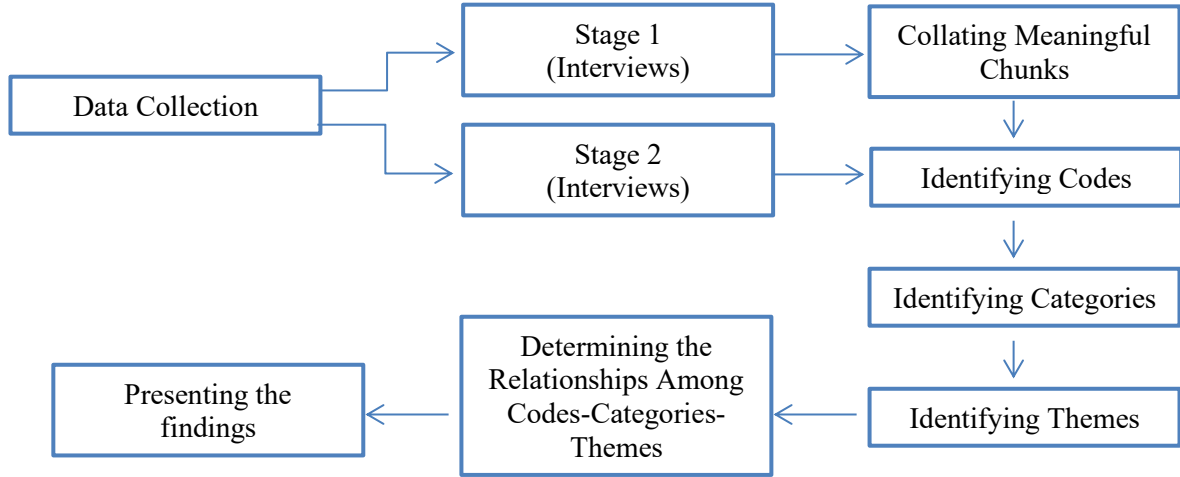 Data Collection
Stage 1
(Interviews)
Collating Meaningful
Chunks
Stage 2
(Interviews)
Identifying Codes
Identifying Categories
Identifying Themes
Determining the
Relationships Among
Codes-Categories-
Themes
Presenting the
findings